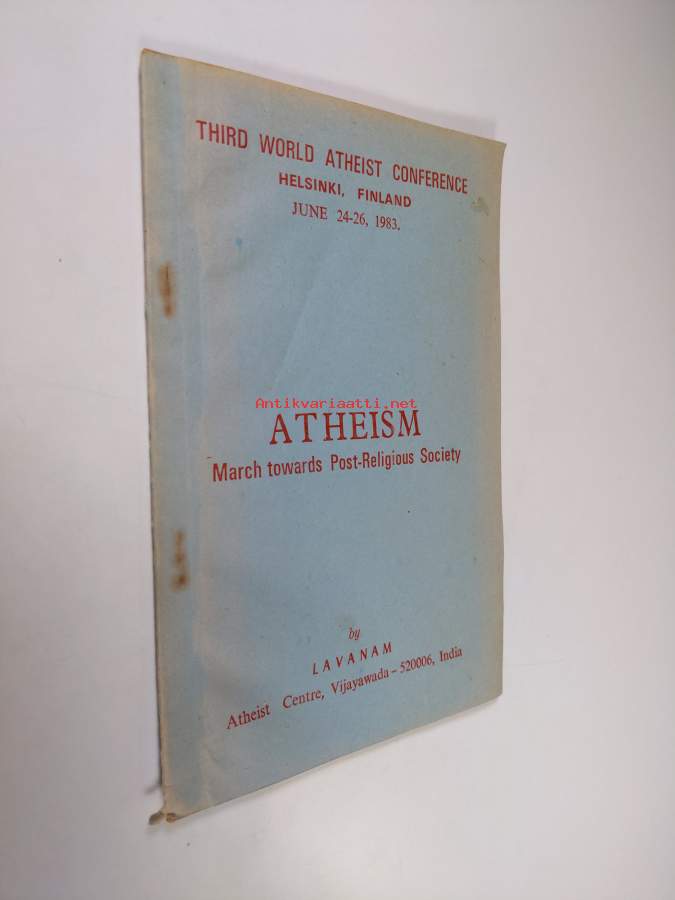 THIRD WORLD ATHEIST CONFERENCE
HELSINKI, FINLAND
JUNE 24-26, 1983.
Antikvariaatti.net
ATHEISM
March towards Post-Religious Society
by
LAVANAM
Atheist Centre, Vijayawada - 520006, India